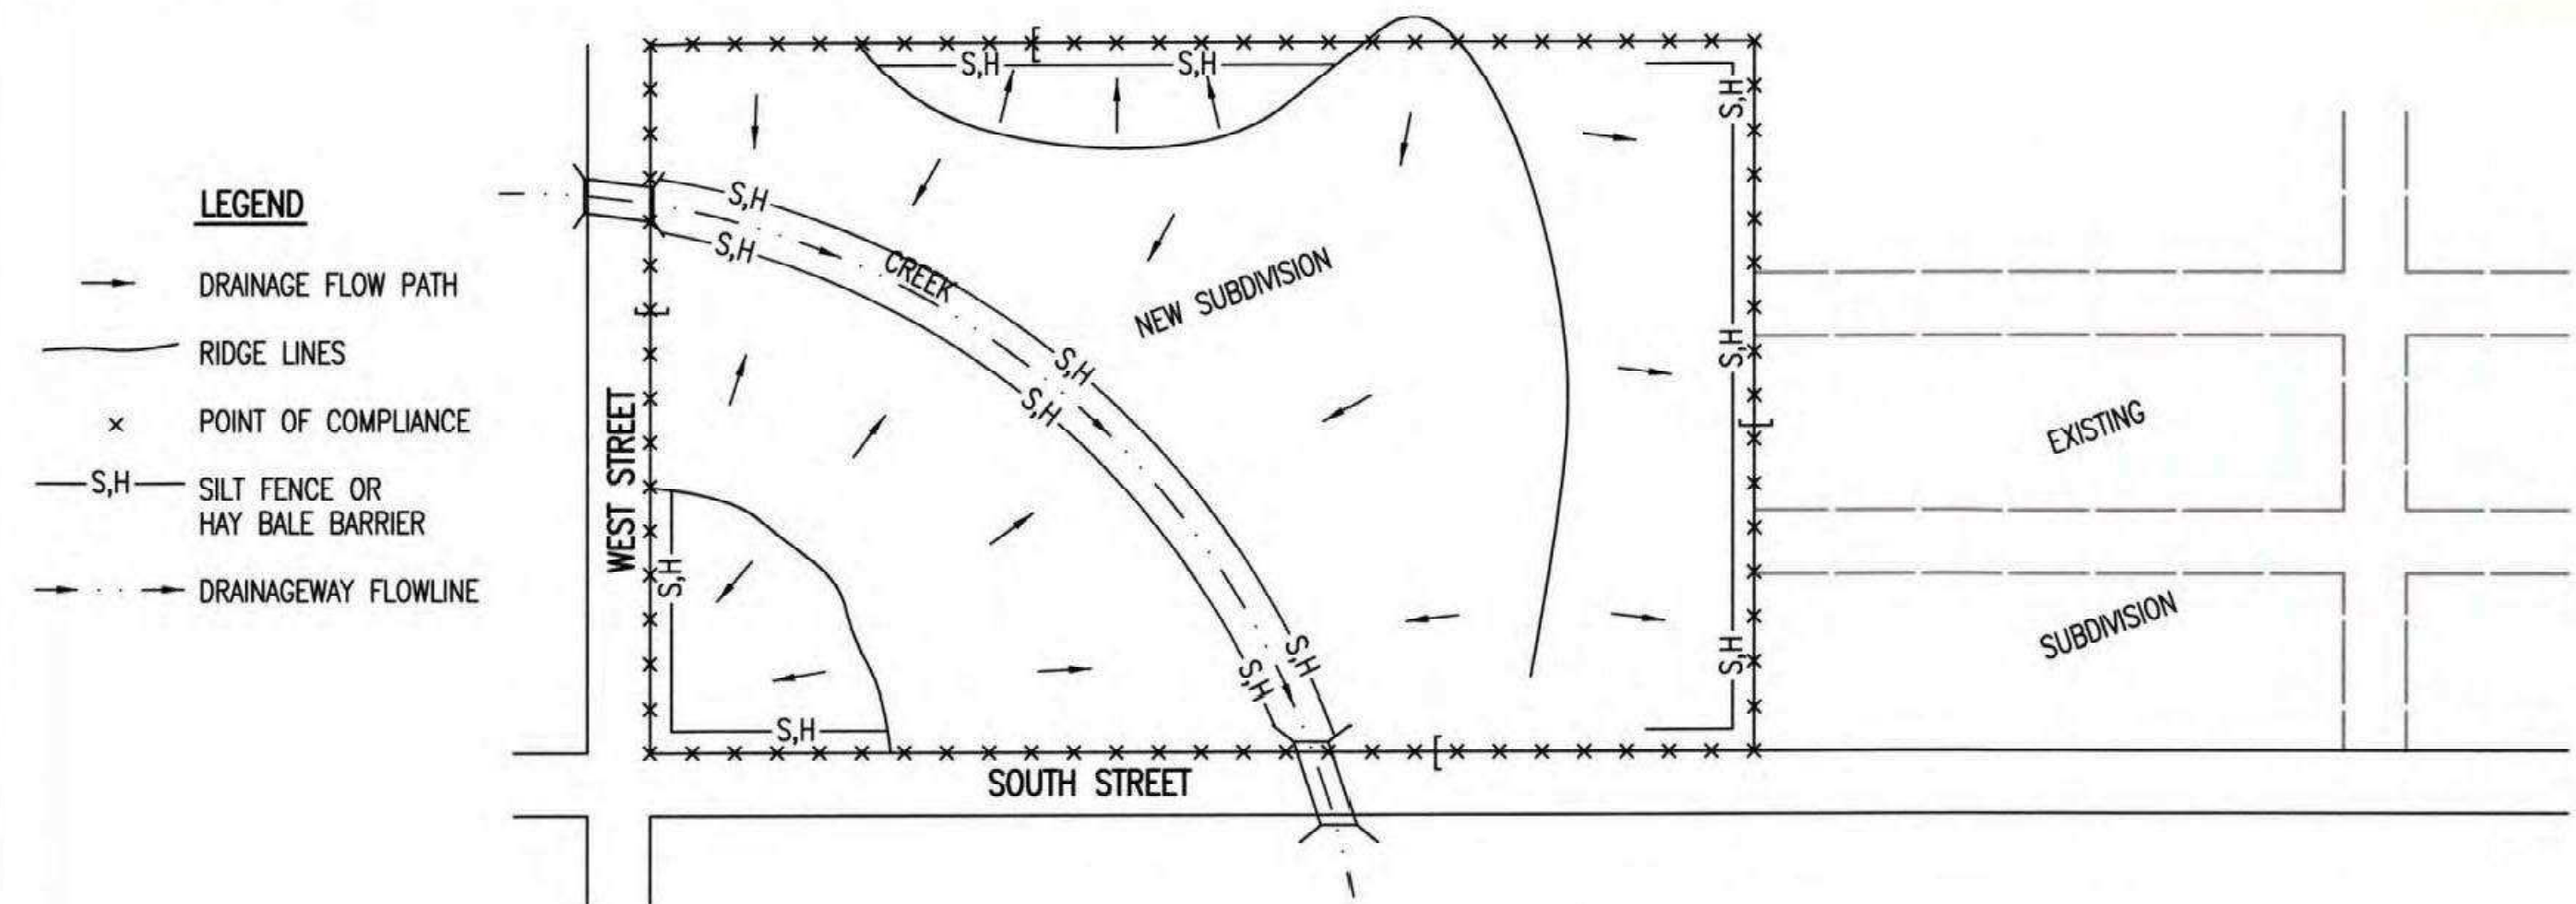 LEGEND
DRAINAGE FLOW PATH
RIDGE LINES
POINT OF COMPLIANCE
S,H
SILT FENCE OR
HAY BALE BARRIER
DRAINAGEWAY FLOWLINE
S,H
S,H
S,H
S,H
S,H
CREEK
NEW SUBDIVISION
S,H
S,H
S,H
WEST STREET
EXISTING
S,H
SUBDIVISION
S,H
S,H
S,H
S,H
SOUTH STREET